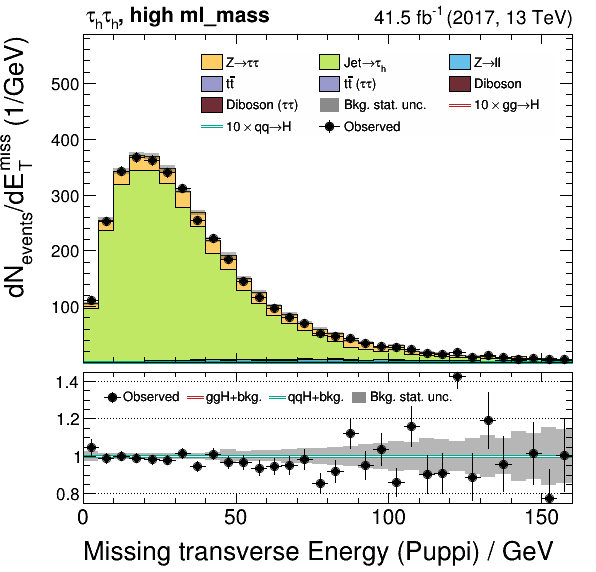 τhτh, high ml_mass 41.5 fb⁻¹ (2017, 13 TeV)
Z→ττ Jet→τh Z→ll
tt̄ tt̄ (ττ) Diboson
Diboson (ττ) Bkg. stat. unc. 10 × gg→H
10 × qq→H Observed
dNevents/dETmiss (1/GeV)
500
400
300
200
100
Observed ggH+bkg. qqH+bkg. Bkg. stat. unc.
1.4
1.2
1
0.8
0 50 100 150
Missing transverse Energy (Puppi) / GeV